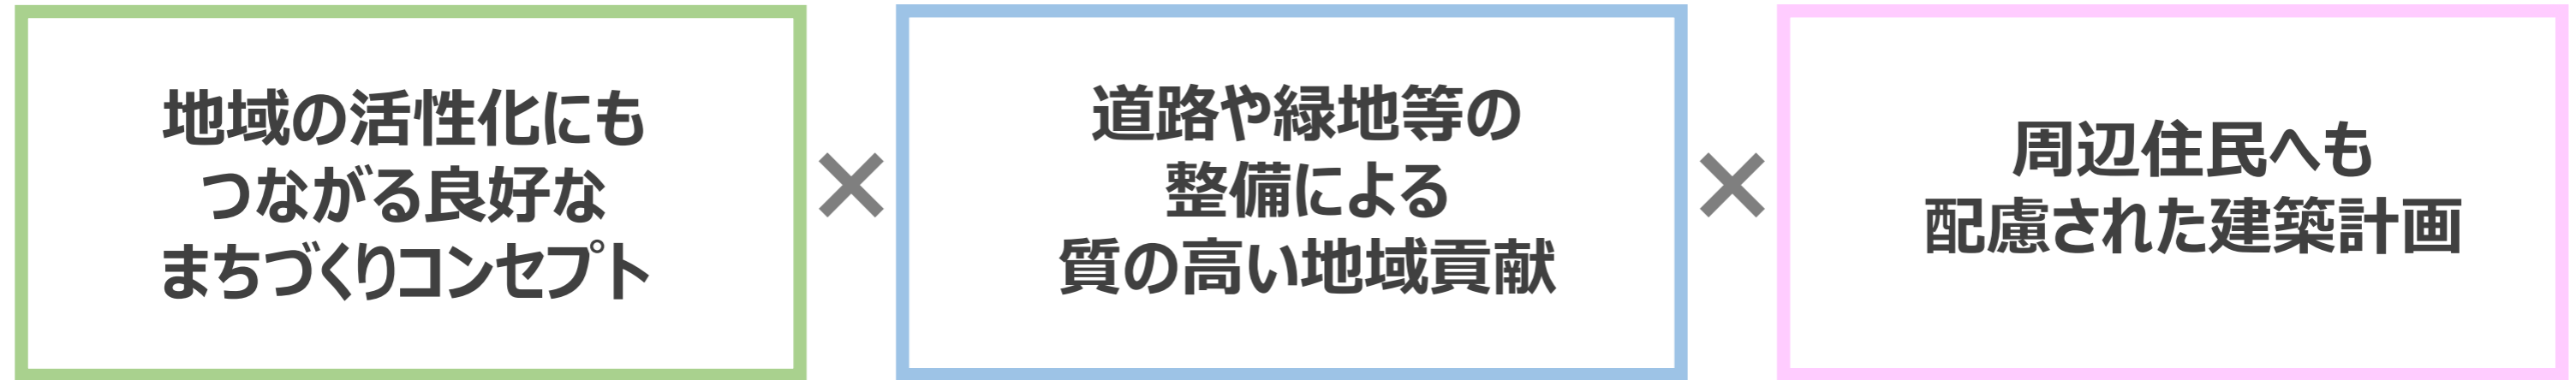 地域の活性化にも
つながる良好な
まちづくりコンセプト
×
道路や緑地等の
整備による
質の高い地域貢献
×
周辺住民へも
配慮された建築計画